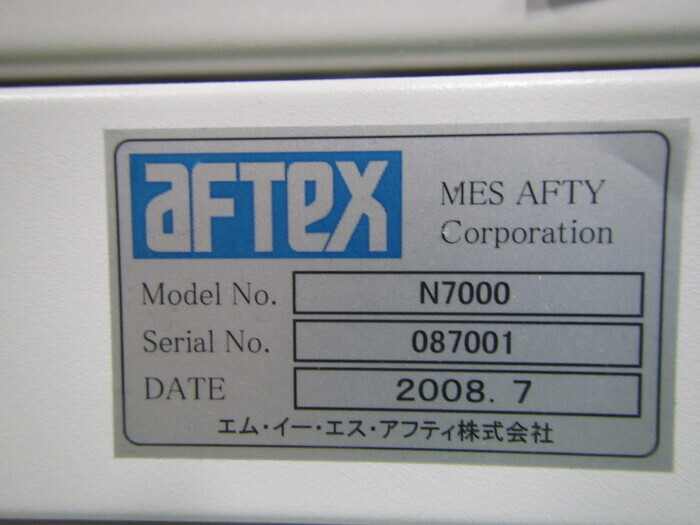 aFTeX
MES AFTY
Corporation
Model No. N7000
Serial No. 087001
DATE 2008.7
エム・イー・エス・アフティ株式会社